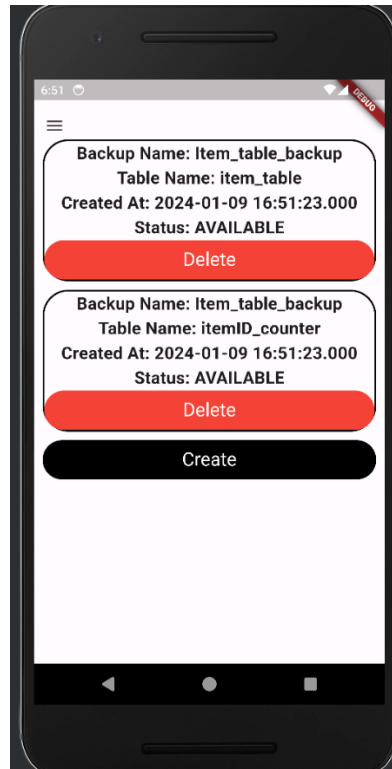 6:51
DEBUG
Backup Name: Item_table_backup
Table Name: item_table
Created At: 2024-01-09 16:51:23.000
Status: AVAILABLE
Delete
Backup Name: Item_table_backup
Table Name: itemID_counter
Created At: 2024-01-09 16:51:23.000
Status: AVAILABLE
Delete
Create